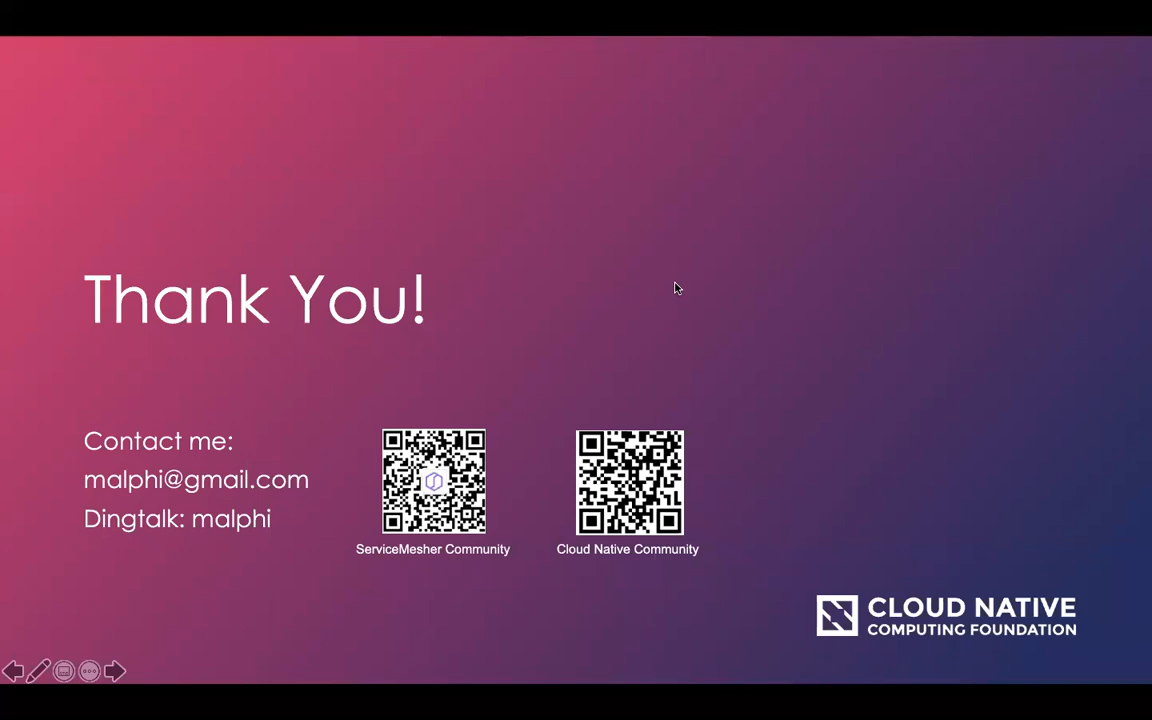 Thank You!
Contact me:
malphi@gmail.com
Dingtalk: malphi
ServiceMesher Community
Cloud Native Community
CLOUD NATIVE
COMPUTING FOUNDATION